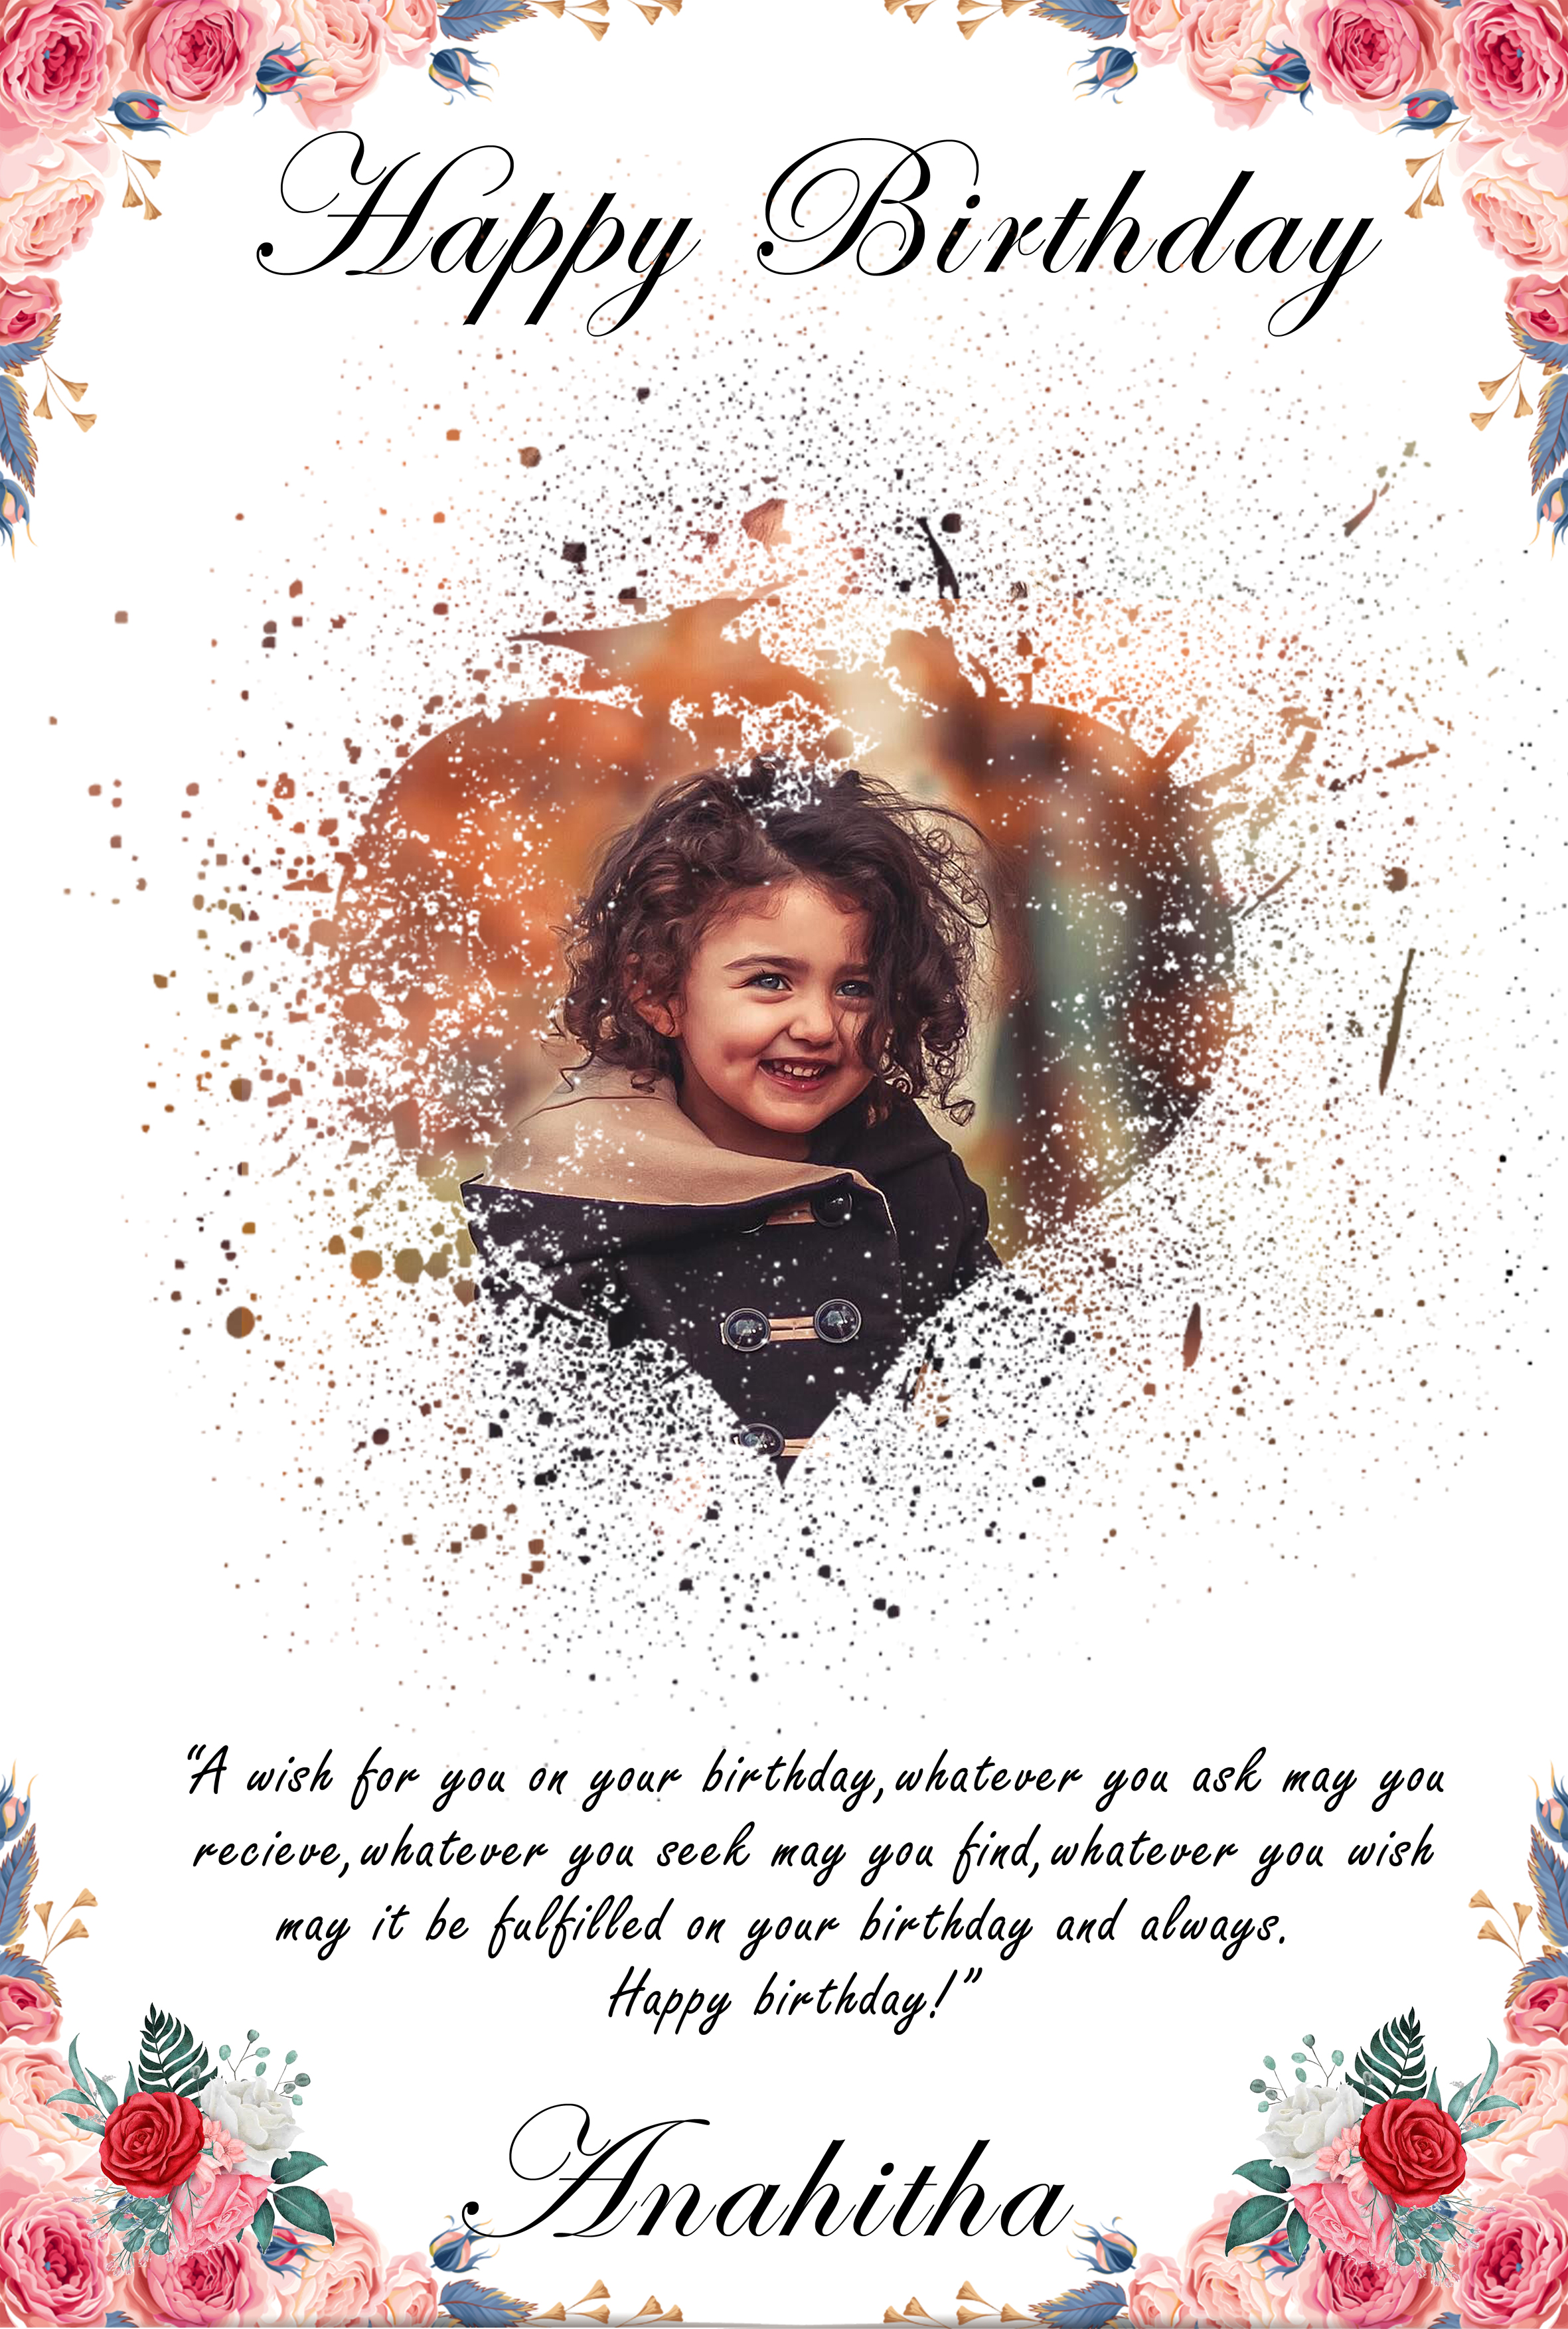 Happy Birthday
“A wish for you on your birthday,whatever you ask may you
recieve,whatever you seek may you find,whatever you wish
may it be fulfilled on your birthday and always.
Happy birthday!”
Anahitha